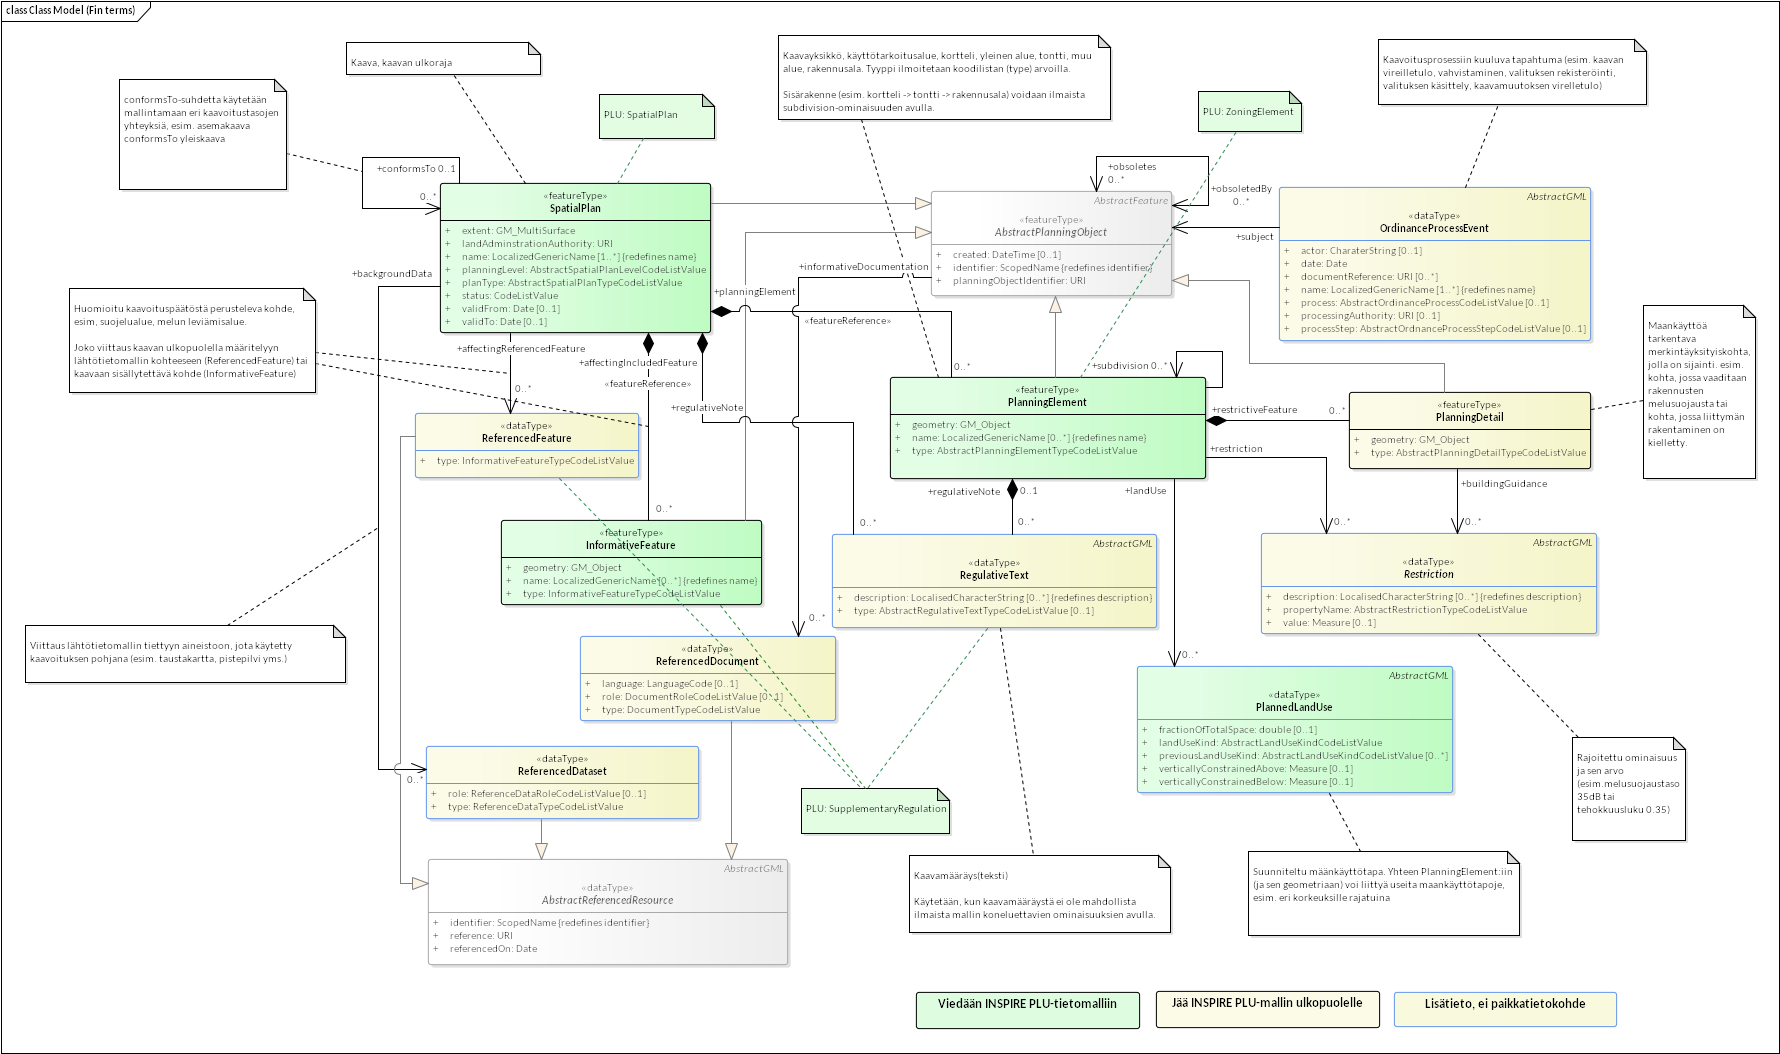 class Class Model (Fin terms)
Kaava, kaavan ulkoraja
conformsTo-suhdetta käytetään
mallintamaan eri kaavoitustasojen
yhteyksiä, esim. asemakaava
conformsTo yleiskaava
PLU: SpatialPlan
Kaavayksikkö, käyttötarkoitusalue, kortteli, yleinen alue, tontti, muu
alue, rakennusala. Tyyppi ilmoitetaan koodilistan (type) arvoilla.
Sisärakenne (esim. kortteli -> tontti -> rakennusala) voidaan ilmaista
subdivision-ominaisuuden avulla.
PLU: ZoningElement
Kaavoitusprosessiin kuuluva tapahtuma (esim. kaavan
vireilletulo, vahvistaminen, valituksen rekisteröinti,
valituksen käsittely, kaavamuutoksen virelletulo)
+conformsTo 0..1
0..*
«featureType»
SpatialPlan
+ extent: GM_MultiSurface
+ landAdminstrationAuthority: URI
+ name: LocalizedGenericName [1..*] {redefines name}
+ planningLevel: AbstractSpatialPlanLevelCodeListValue
+ planType: AbstractSpatialPlanTypeCodeListValue
+ status: CodeListValue
+ validFrom: Date [0..1]
+ validTo: Date [0..1]
+obsoletes
0..*
+obsoletedBy
0..*
+subject
AbstractFeature
«featureType»
AbstractPlanningObject
+ created: DateTime [0..1]
+ identifier: ScopedName {redefines identifier}
+ planningObjectIdentifier: URI
AbstractGML
«dataType»
OrdinanceProcessEvent
+ actor: CharaterString [0..1]
+ date: Date
+ documentReference: URI [0..*]
+ name: LocalizedGenericName [1..*] {redefines name}
+ process: AbstractOrdinanceProcessCodeListValue [0..1]
+ processingAuthority: URI [0..1]
+ processStep: AbstractOrdnanceProcessStepCodeListValue [0..1]
+backgroundData
+informativeDocumentation
+planningElement
«featureReference»
0..*
Huomioitu kaavoituspäätöstä perusteleva kohde,
esim, suojelualue, melun leviämisalue.
Joko viittaus kaavan ulkopuolella määritelyyn
lähtötietomallin kohteeseen (ReferencedFeature) tai
kaavaan sisällytettävä kohde (InformativeFeature)
+affectingReferencedFeature
0..*
+affectingIncludedFeature
«featureReference»
0..*
+regulativeNote
0..*
+subdivision 0..*
Maankäyttöä
tarkentava
merkintäyksityiskohta,
jolla on sijainti. esim.
kohta, jossa vaaditaan
rakennusten
melusuojausta tai
kohta, jossa liittymän
rakentaminen on
kielletty.
«dataType»
ReferencedFeature
+ type: InformativeFeatureTypeCodeListValue
«featureType»
PlanningElement
+ geometry: GM_Object
+ name: LocalizedGenericName [0..*] {redefines name}
+ type: AbstractPlanningElementTypeCodeListValue
+restrictiveFeature 0..*
«featureType»
PlanningDetail
+ geometry: GM_Object
+ type: AbstractPlanningDetailTypeCodeListValue
+restriction
0..*
+buildingGuidance
0..*
+regulativeNote 0..1
0..*
+landUse
0..*
«featureType»
InformativeFeature
+ geometry: GM_Object
+ name: LocalizedGenericName [0..*] {redefines name}
+ type: InformativeFeatureTypeCodeListValue
AbstractGML
«dataType»
RegulativeText
+ description: LocalisedCharacterString [0..*] {redefines description}
+ type: AbstractRegulativeTextTypeCodeListValue [0..1]
AbstractGML
«dataType»
Restriction
+ description: LocalisedCharacterString [0..*] {redefines description}
+ propertyName: AbstractRestrictionTypeCodeListValue
+ value: Measure [0..1]
Viittaus lähtötietomallin tiettyyn aineistoon, jota käytetty
kaavoituksen pohjana (esim. taustakartta, pistepilvi yms.)
0..*
«dataType»
ReferencedDocument
+ language: LanguageCode [0..1]
+ role: DocumentRoleCodeListValue [0..1]
+ type: DocumentTypeCodeListValue
AbstractGML
«dataType»
PlannedLandUse
+ fractionOfTotalSpace: double [0..1]
+ landUseKind: AbstractLandUseKindCodeListValue
+ previousLandUseKind: AbstractLandUseKindCodeListValue [0..*]
+ verticallyConstrainedAbove: Measure [0..1]
+ verticallyConstrainedBelow: Measure [0..1]
0..*
«dataType»
ReferencedDataset
+ role: ReferenceDataRoleCodeListValue [0..1]
+ type: ReferenceDataTypeCodeListValue
PLU: SupplementaryRegulation
Rajoitettu ominaisuus
ja sen arvo
(esim.melusuojaustaso
35dB tai
tehokkuusluku 0.35)
AbstractGML
«dataType»
AbstractReferencedResource
+ identifier: ScopedName {redefines identifier}
+ reference: URI
+ referencedOn: Date
Kaavamääräys(teksti)
Käytetään, kun kaavamääräystä ei ole mahdollista
ilmaista mallin koneluettavien ominaisuuksien avulla.
Suunniteltu määnkäyttötapa. Yhteen PlanningElement:iin
(ja sen geometriaan) voi liittyä useita maankäyttötapoje,
esim. eri korkeuksille rajatuina
Viedään INSPIRE PLU-tietomalliin
Jää INSPIRE PLU-mallin ulkopuolelle
Lisätieto, ei paikkatietokohde